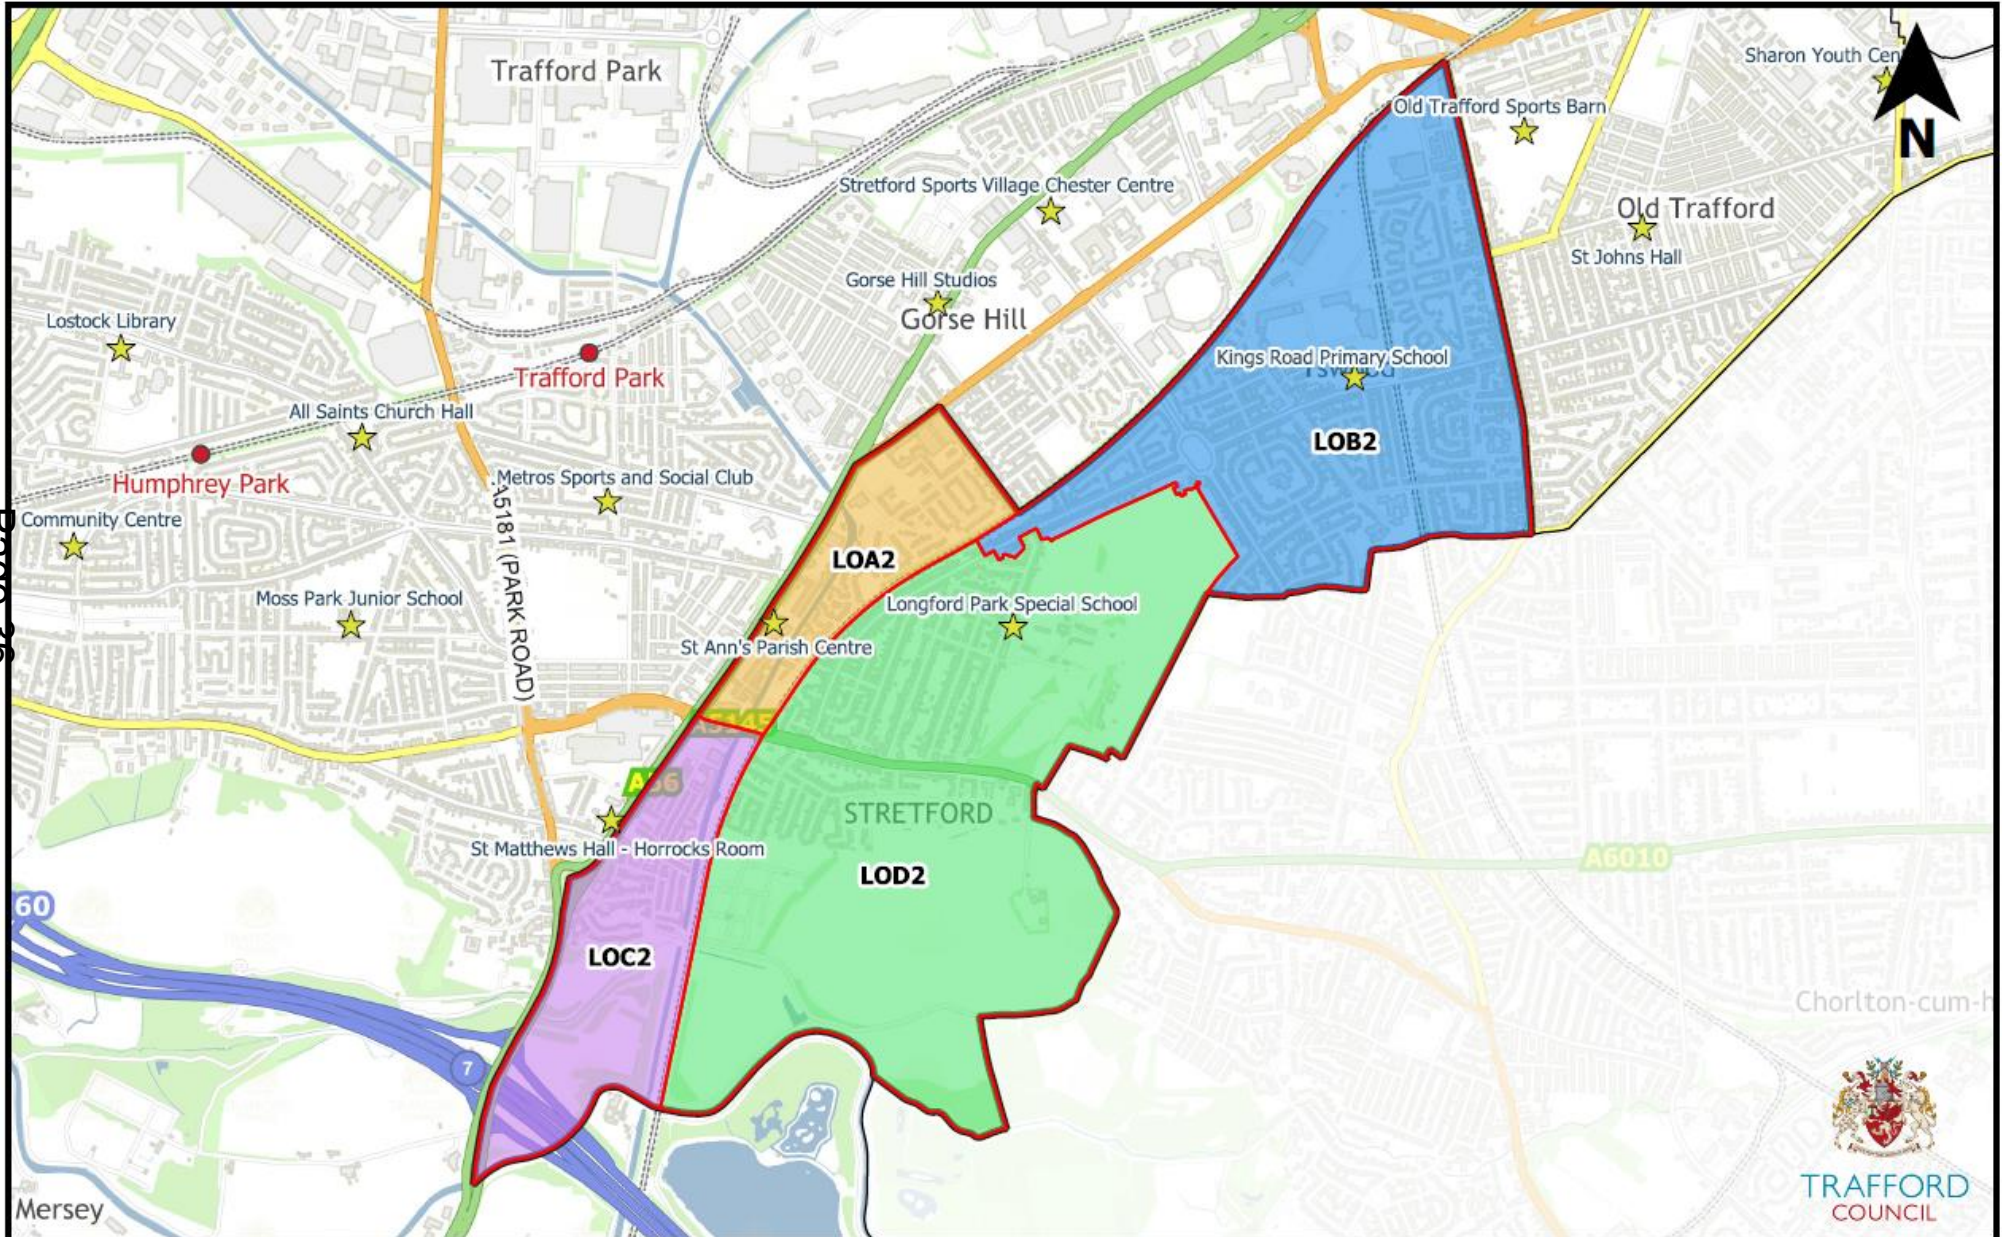 Trafford Park
Sharon Youth Cen
Old Trafford Sports Barn
N
Stretford Sports Village Chester Centre
Old Trafford
St Johns Hall
Gorse Hill Studios
Gorse Hill
Lostock Library
Trafford Park
Kings Road Primary School
All Saints Church Hall
LOB2
Humphrey Park
Metros Sports and Social Club
A5181 (PARK ROAD)
Community Centre
LOA2
Moss Park Junior School
Longford Park Special School
St Ann's Parish Centre
A5145
A56
STRETFORD
St Matthews Hall - Horrocks Room
A6010
LOD2
60
LOC2
Chorlton-cum-h
7
Mersey
TRAFFORD
COUNCIL